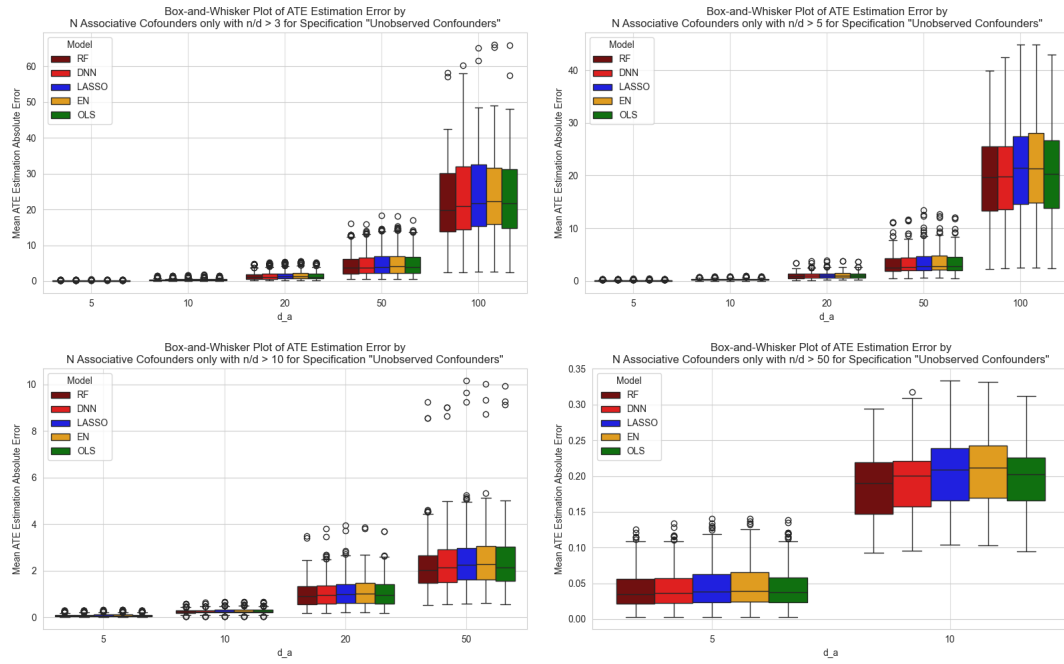 Box-and-Whisker Plot of ATE Estimation Error by
N Associative Cofounders only with n/d > 3 for Specification "Unobserved Confounders"
Mean ATE Estimation Absolute Error
60
50
40
30
20
10
0
Model
RF
DNN
LASSO
EN
OLS
5
10
20
50
100
d_a
Box-and-Whisker Plot of ATE Estimation Error by
N Associative Cofounders only with n/d > 5 for Specification "Unobserved Confounders"
Mean ATE Estimation Absolute Error
40
30
20
10
0
Model
RF
DNN
LASSO
EN
OLS
5
10
20
50
100
d_a
Box-and-Whisker Plot of ATE Estimation Error by
N Associative Cofounders only with n/d > 10 for Specification "Unobserved Confounders"
Mean ATE Estimation Absolute Error
10
8
6
4
2
0
Model
RF
DNN
LASSO
EN
OLS
5
10
20
50
d_a
Box-and-Whisker Plot of ATE Estimation Error by
N Associative Cofounders only with n/d > 50 for Specification "Unobserved Confounders"
Mean ATE Estimation Absolute Error
0.35
0.30
0.25
0.20
0.15
0.10
0.05
0.00
Model
RF
DNN
LASSO
EN
OLS
5
10
d_a